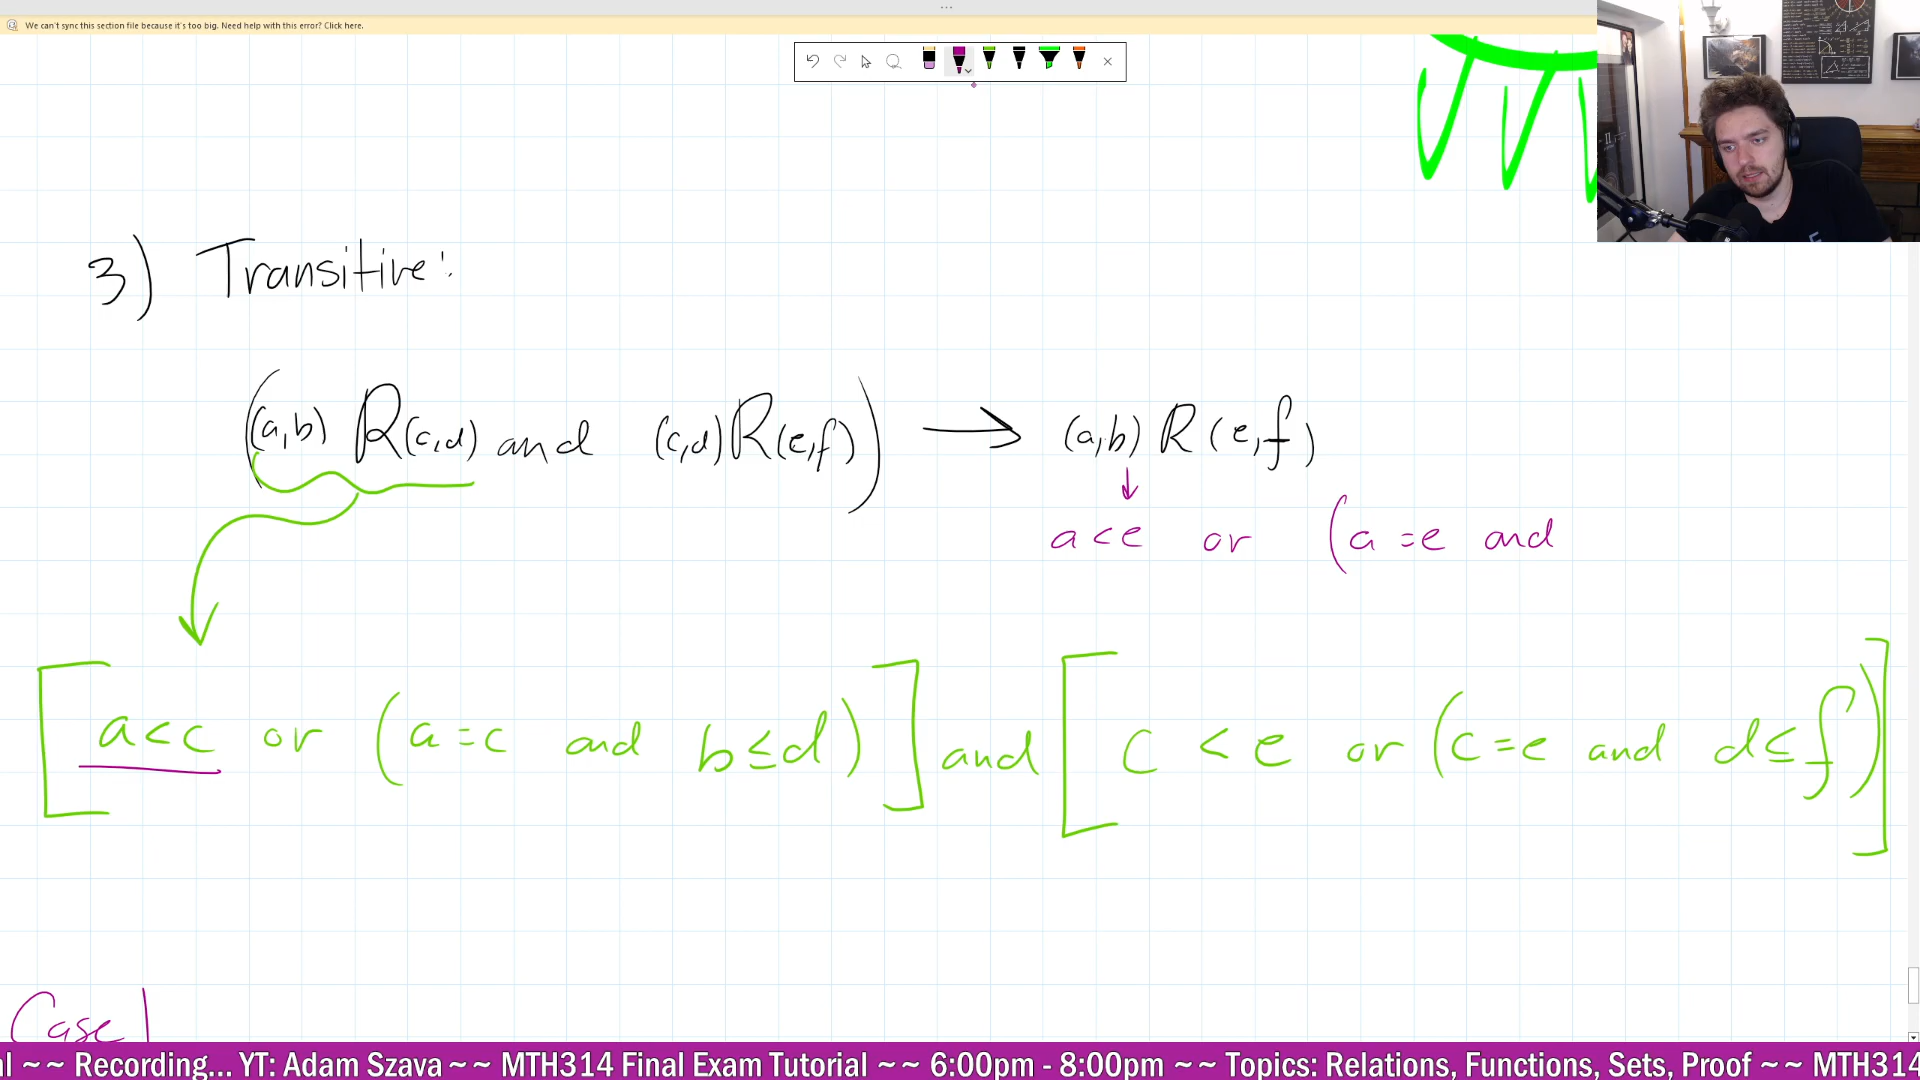 We can't sync this section file because it's too big. Need help with this error? Click here.
3) Transitive:
((a,b) R (c,d) and (c,d) R (e,f)) → (a,b) R (e,f)
a<e or (a=e and
[a<c or (a=c and b≤d)] and [c<e or (c=e and d≤f)]
Case 1
l ~~ Recording... YT: Adam Szava ~~ MTH314 Final Exam Tutorial ~~ 6:00pm - 8:00pm ~~ Topics: Relations, Functions, Sets, Proof ~~ MTH314